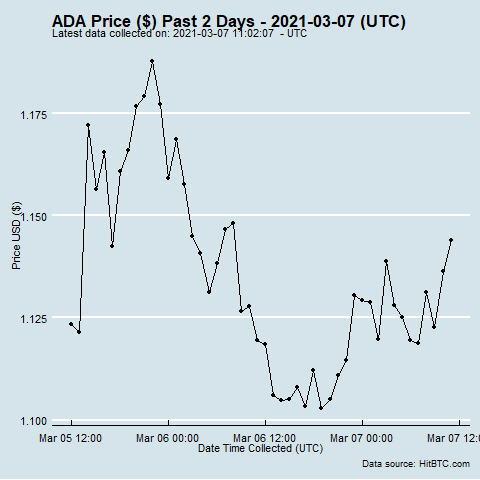 ADA Price ($) Past 2 Days - 2021-03-07 (UTC)
Latest data collected on: 2021-03-07 11:02:07 - UTC
Price USD ($)
1.175
1.150
1.125
1.100
Mar 05 12:00 Mar 06 00:00 Mar 06 12:00 Mar 07 00:00 Mar 07 12:00
Date Time Collected (UTC)
Data source: HitBTC.com